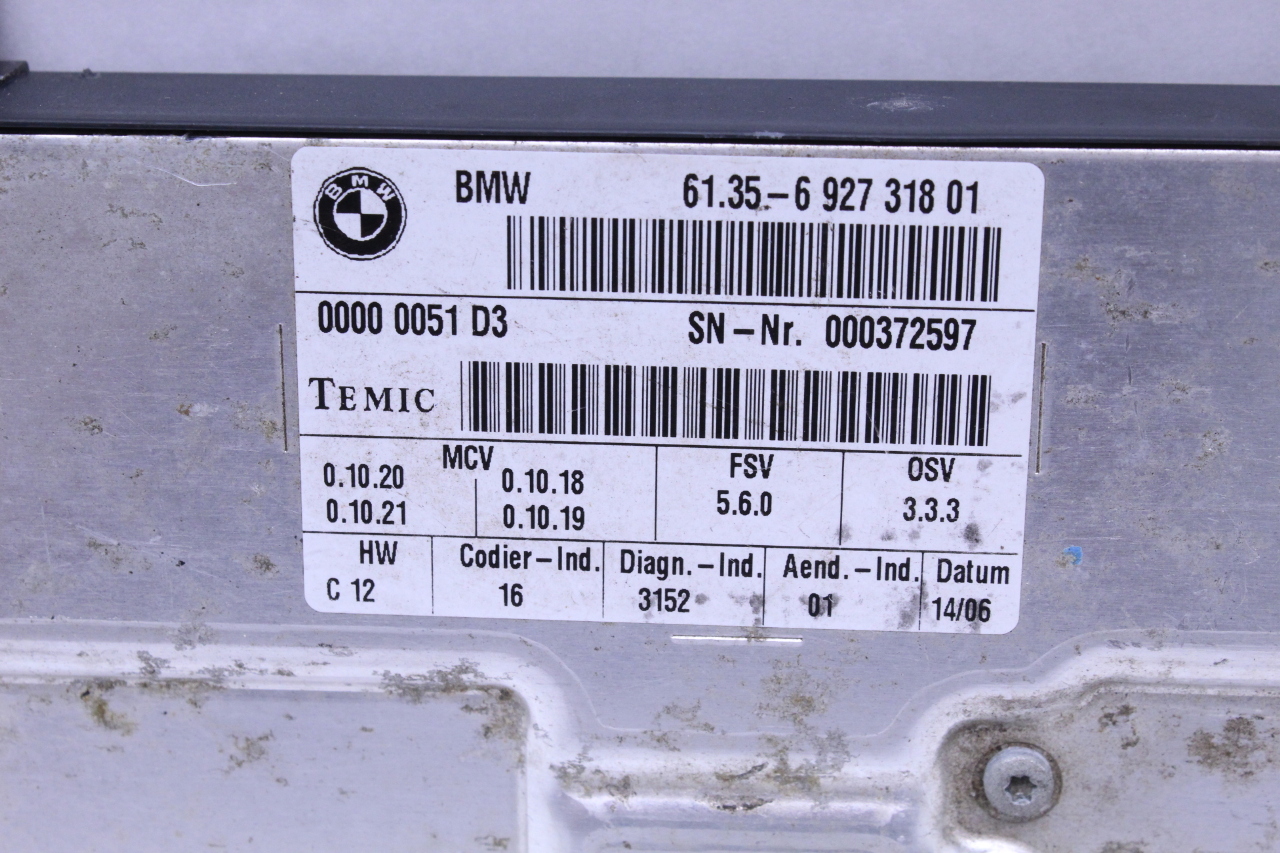 BMW
BMW 61.35-6 927 318 01
0000 0051 D3 SN-Nr. 000372597
TEMIC
MCV FSV OSV
0.10.20 0.10.18 5.6.0 3.3.3
0.10.21 0.10.19
HW Codier-Ind. Diagn.-Ind. Aend.-Ind. Datum
C 12 16 3152 01 14/06